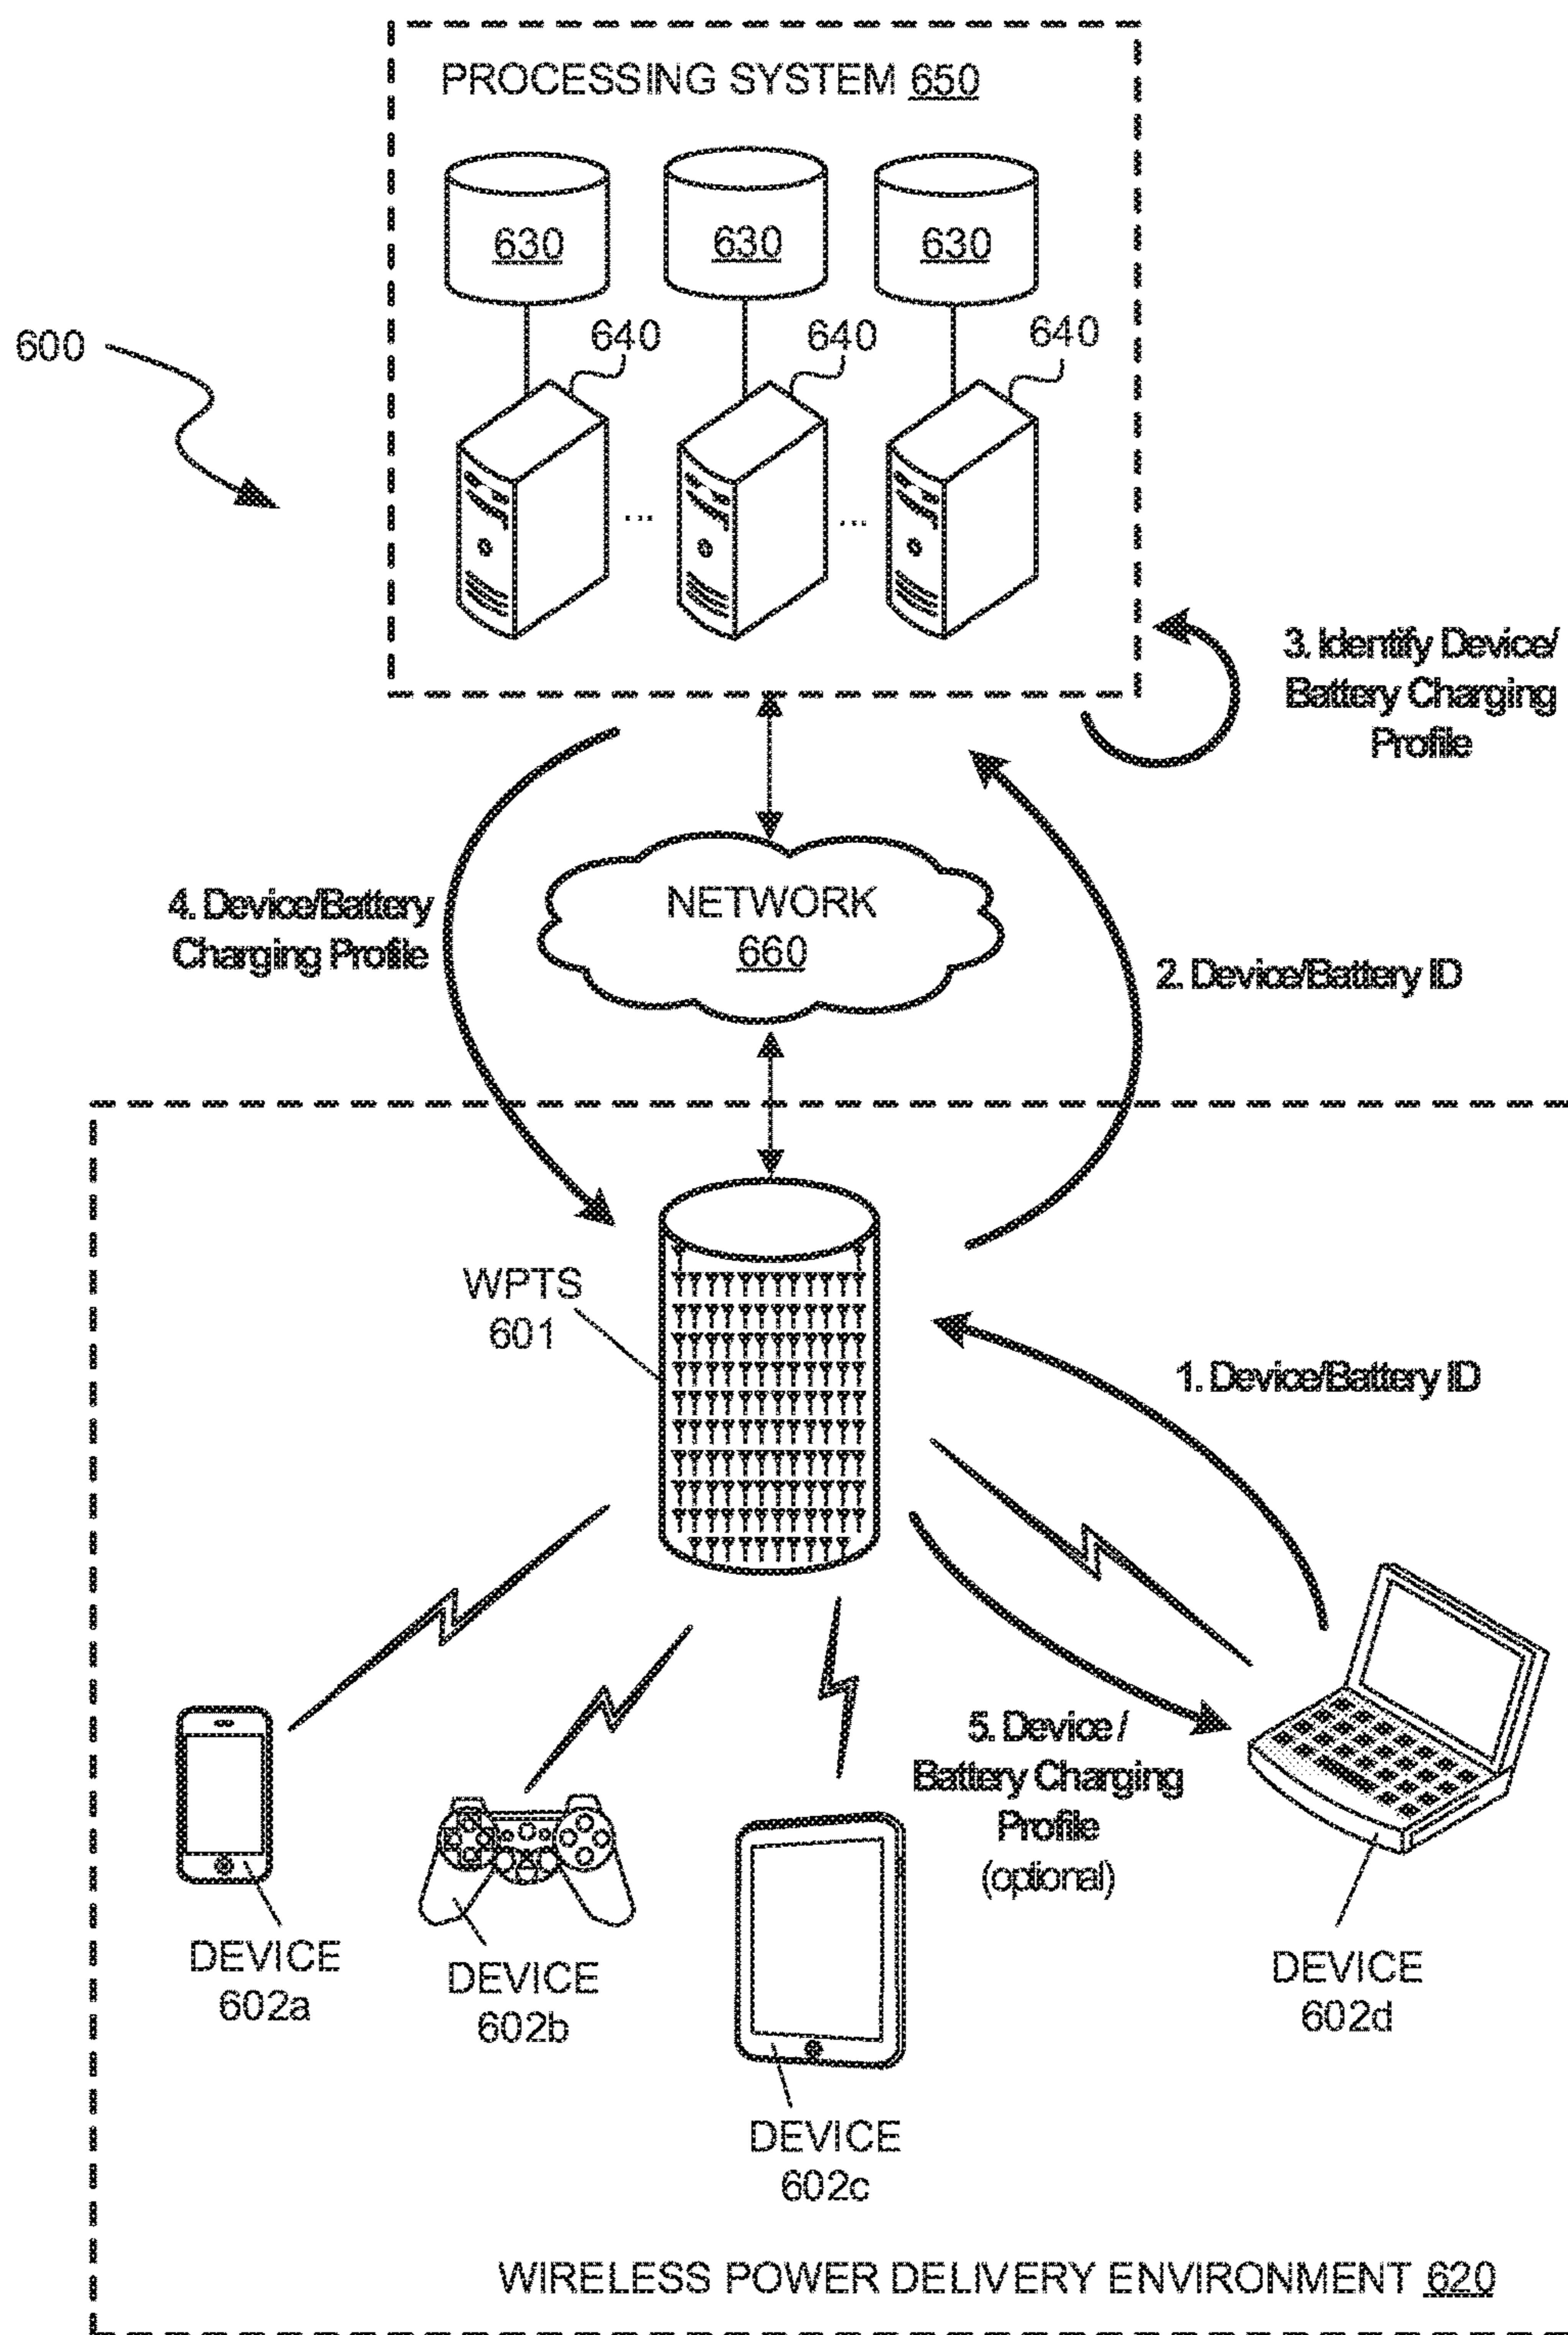 PROCESSING SYSTEM 650
630
630
630
640
640
640
600
...
...
3. Identify Device/
Battery Charging
Profile
4. Device/Battery
Charging Profile
NETWORK
660
2. Device/Battery ID
WPTS
601
1. Device/Battery ID
5. Device /
Battery Charging
Profile
(optional)
DEVICE
602a
DEVICE
602b
DEVICE
602c
DEVICE
602d
WIRELESS POWER DELIVERY ENVIRONMENT 620